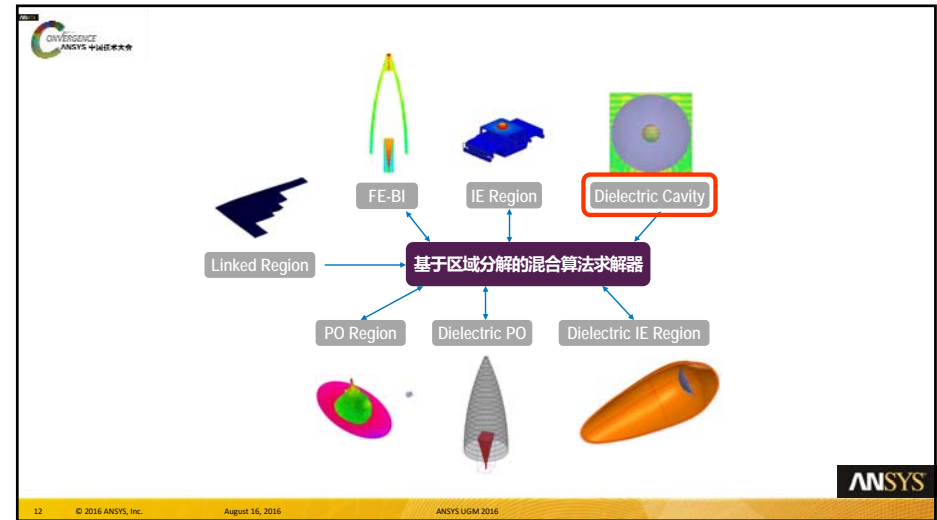 ANSYS
CONVERGENCE
ANSYS 中国技术大会
FE-BI
IE Region
Dielectric Cavity
Linked Region
基于区域分解的混合算法求解器
PO Region
Dielectric PO
Dielectric IE Region
ANSYS
12 © 2016 ANSYS, Inc. August 16, 2016 ANSYS UGM 2016